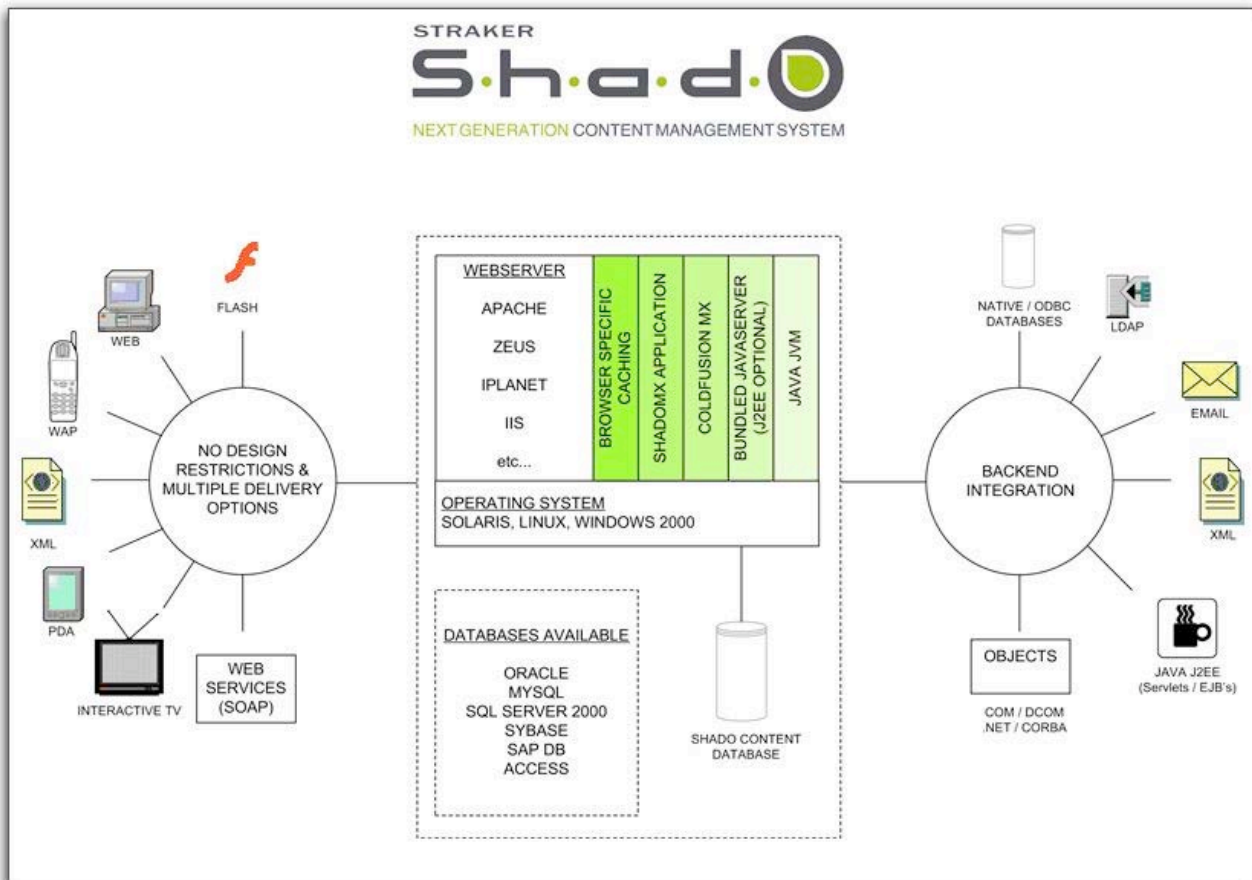 STRAKER
S·h·a·d·O
NEXT GENERATION CONTENT MANAGEMENT SYSTEM
FLASH
WEB
WAP
XML
PDA
INTERACTIVE TV
WEB
SERVICES
(SOAP)
NO DESIGN
RESTRICTIONS &
MULTIPLE DELIVERY
OPTIONS
WEBSERVER
APACHE
ZEUS
IPLANET
IIS
etc...
BROWSER SPECIFIC
CACHING
SHADOMX APPLICATION
COLDFUSION MX
BUNDLED JAVASERVER
(J2EE OPTIONAL)
JAVA JVM
OPERATING SYSTEM
SOLARIS, LINUX, WINDOWS 2000
DATABASES AVAILABLE
ORACLE
MYSQL
SQL SERVER 2000
SYBASE
SAP DB
ACCESS
SHADO CONTENT
DATABASE
BACKEND
INTEGRATION
NATIVE / ODBC
DATABASES
LDAP
EMAIL
XML
JAVA J2EE
(Servlets / EJB's)
OBJECTS
COM / DCOM
.NET / CORBA